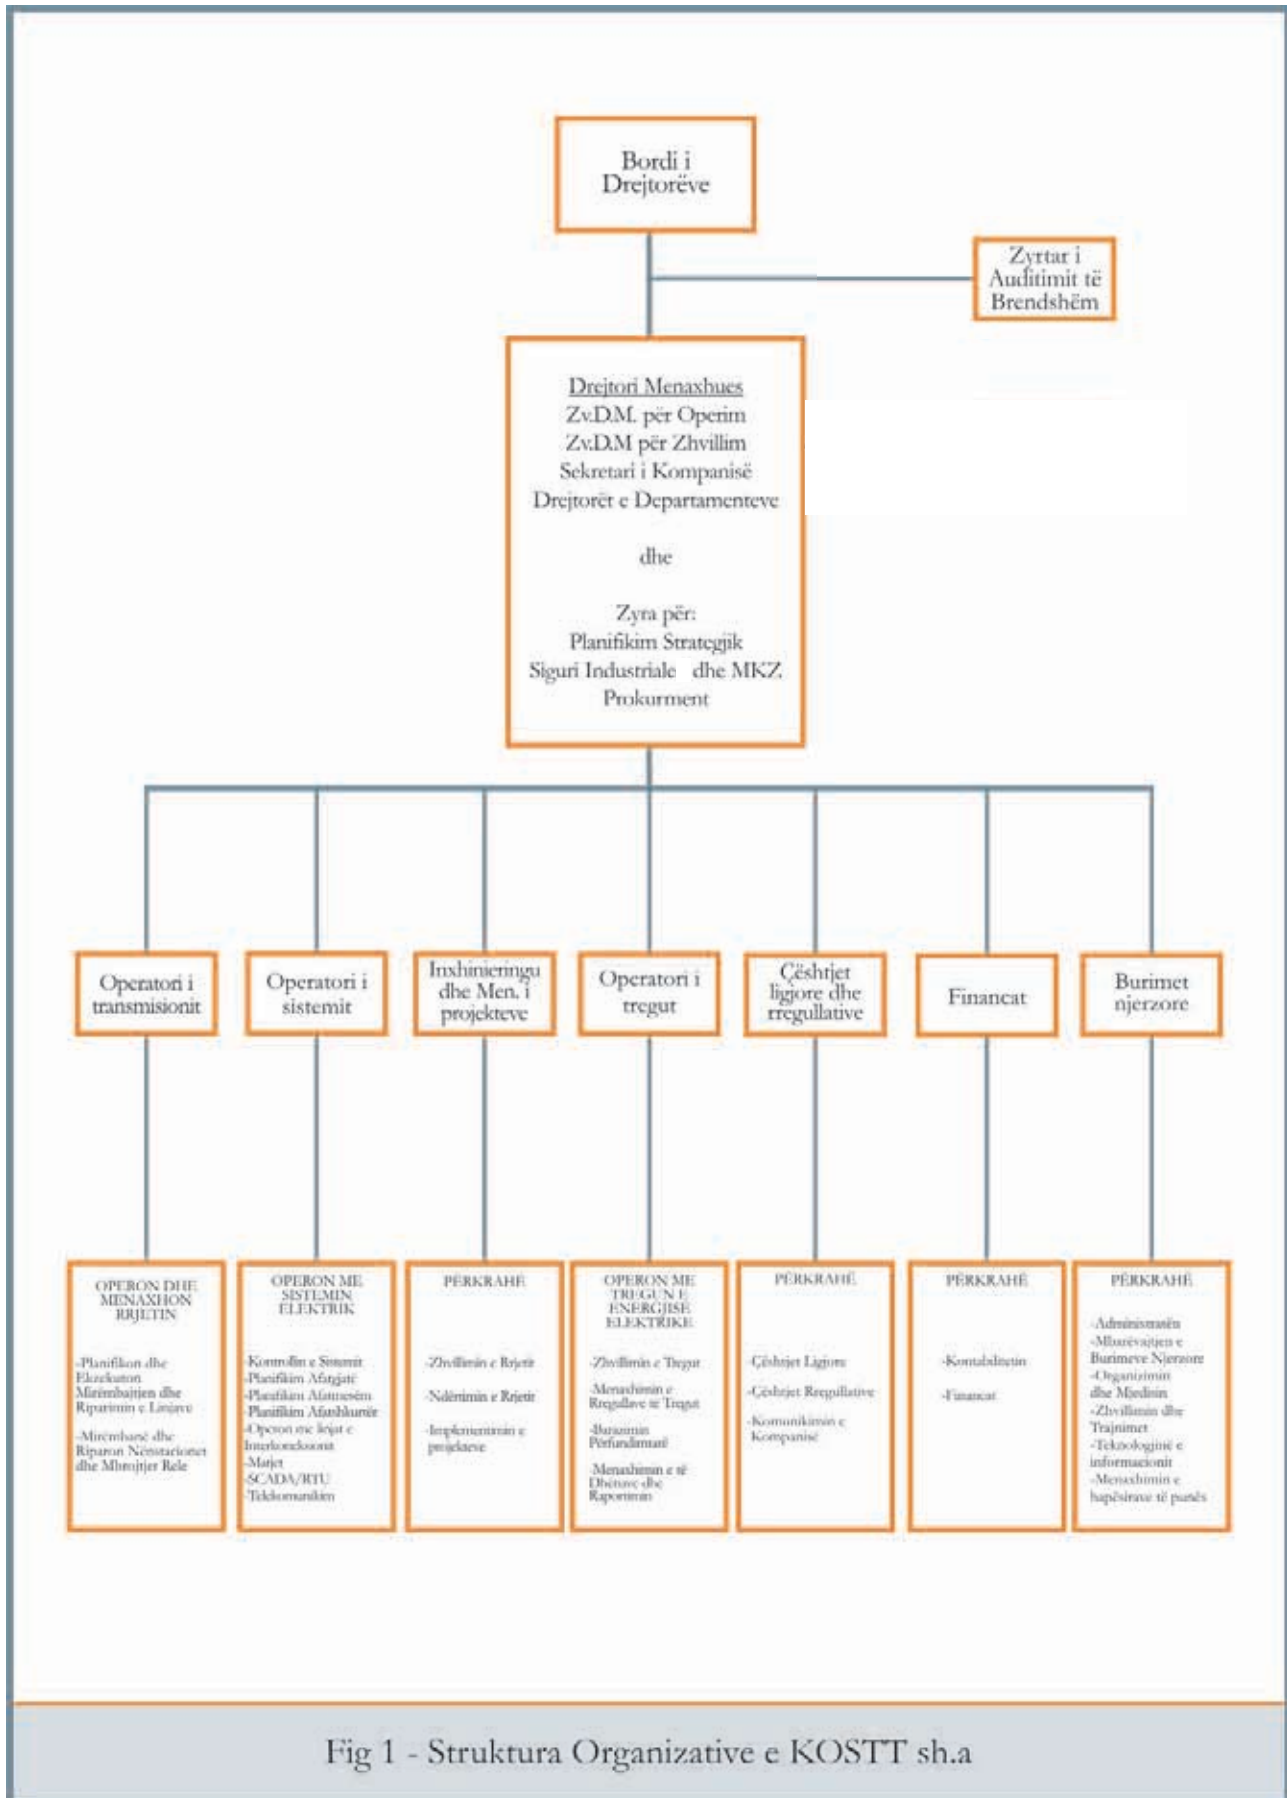 Bordi i
Drejtorëve
Zyrtar i
Auditimit të
Brendshëm
Drejtori Menaxhues
Zv.D.M. për Operim
Zv.D.M për Zhvillim
Sekretari i Kompanisë
Drejtorët e Departamenteve
dhe
Zyra për:
Planifikim Strategjik
Siguri Industriale dhe MKZ
Prokurment
Operatori i
transmisionit
Operatori i
sistemit
Inxhinieringu
dhe Men. i
projekteve
Operatori i
tregut
Çështjet
ligjore dhe
rregullative
Financat
Burimet
njerzore
OPERON DHE
MENAXHON
RRJETIN
-Planifikon dhe
Ekzekuton
Mirëmbajtjen dhe
Riparimin e Linjave
-Mirëmbanë dhe
Riparon Nënstacionet
dhe Mbrojtjet Rele
OPERON ME
SISTEMIN
ELEKTRIK
-Kontrollin e Sistemit
-Planifikim Afatgjatë
-Planifikim Afatmesëm
-Planifikim Afatshkurtër
-Operon me linjat e
Interkoneksionit
-Matjet
-SCADA/RTU
-Telekomunikim
PËRKRAHË
-Zhvillimin e Rrjetit
-Ndërtimin e Rrjetit
-Implementimin e
projekteve
OPERON ME
TREGUN E
ENERGJISË
ELEKTRIKE
-Zhvillimin e Tregut
-Menaxhimin e
Rregullave të Tregut
-Barazimin
Përfundimtarë
-Menaxhimin e të
Dhënave dhe
Raportimin
PËRKRAHË
-Çështjet Ligjore
-Çështjet Rregullative
-Komunikimin e
Kompanisë
PËRKRAHË
-Kontabilitetin
-Financat
PËRKRAHË
-Administratën
-Mbarëvajtjen e
Burimeve Njerzore
-Organizimin
dhe Mjedisin
-Zhvillimin dhe
Trajnimet
-Teknologjinë e
informacionit
-Menaxhimin e
hapësirave të punës
Fig 1 - Struktura Organizative e KOSTT sh.a